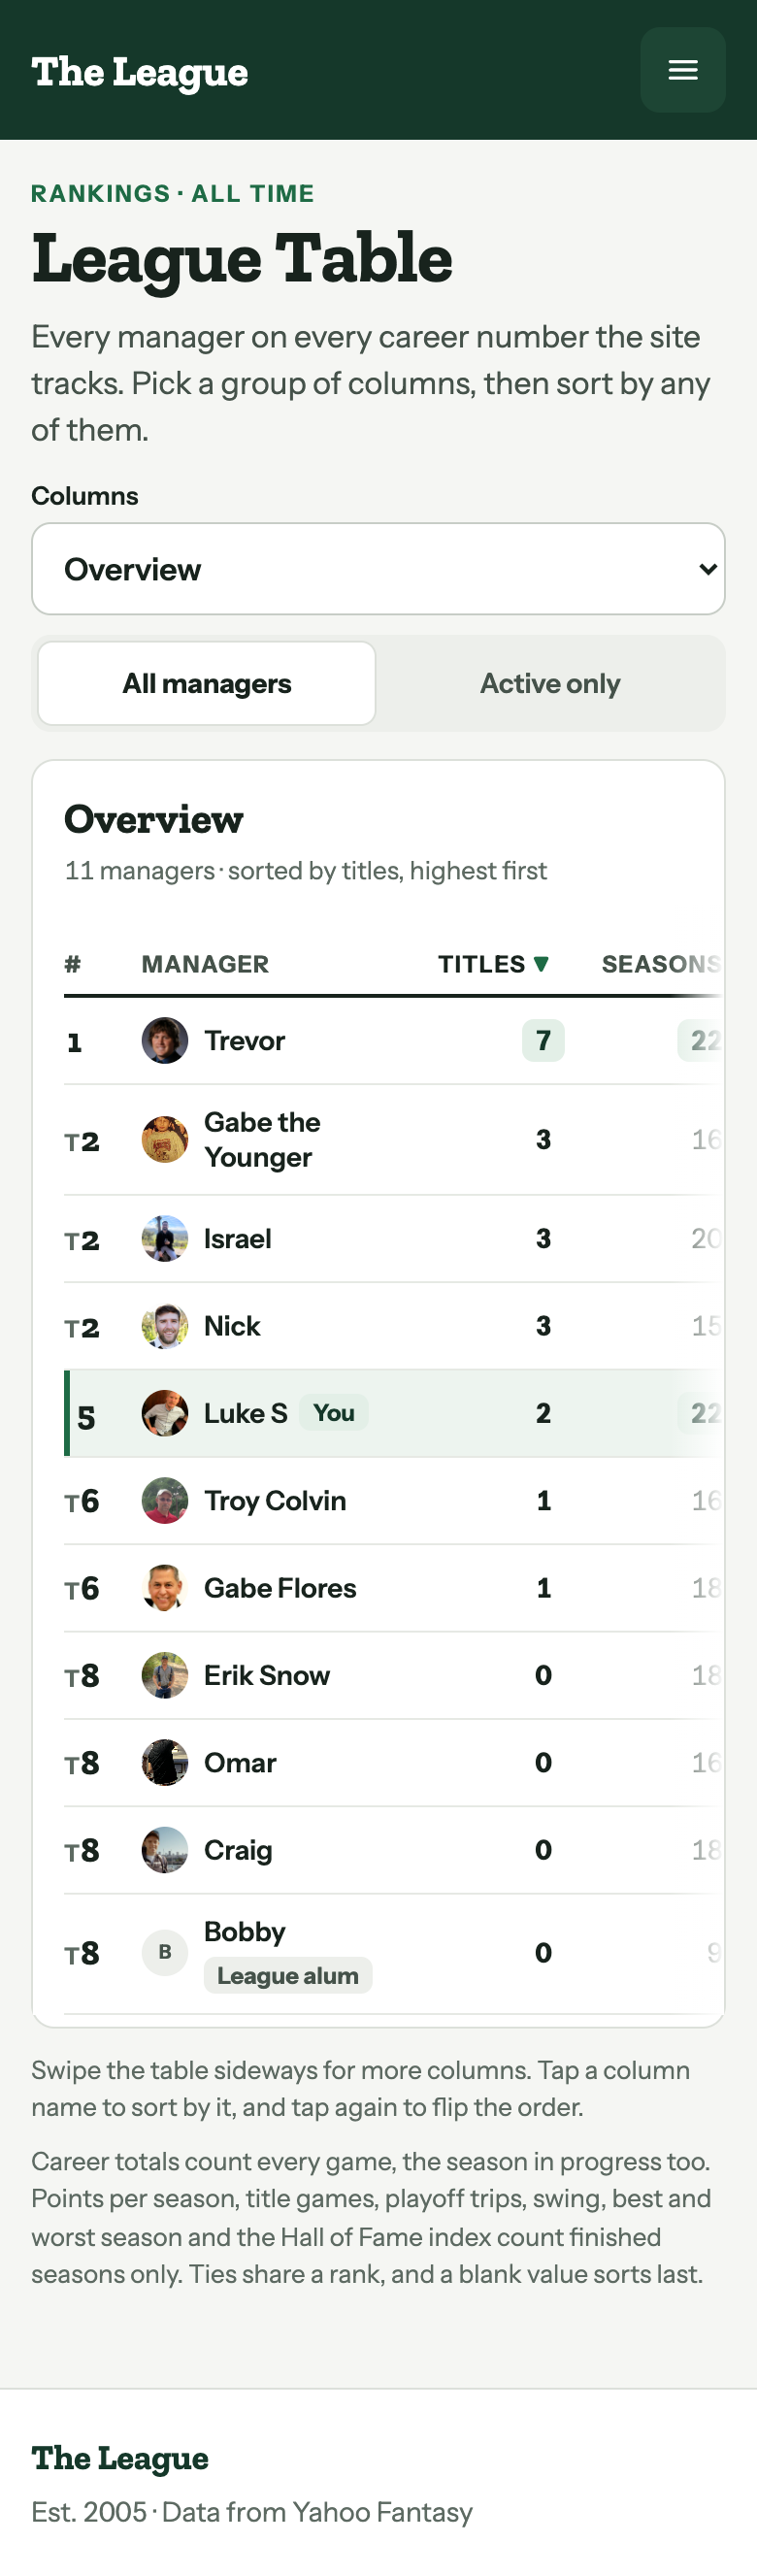 The League
RANKINGS · ALL TIME
League Table
Every manager on every career number the site
tracks. Pick a group of columns, then sort by any
of them.
Columns
Overview
All managers Active only
Overview
11 managers · sorted by titles, highest first
# MANAGER TITLES ▼ SEASONS
1 Trevor 7 22
T2 Gabe the
Younger 3 16
T2 Israel 3 20
T2 Nick 3 15
5 Luke S You 2 22
T6 Troy Colvin 1 16
T6 Gabe Flores 1 18
T8 Erik Snow 0 18
T8 Omar 0 16
T8 Craig 0 18
T8 B Bobby
League alum 0 9
Swipe the table sideways for more columns. Tap a column
name to sort by it, and tap again to flip the order.
Career totals count every game, the season in progress too.
Points per season, title games, playoff trips, swing, best and
worst season and the Hall of Fame index count finished
seasons only. Ties share a rank, and a blank value sorts last.
The League
Est. 2005 · Data from Yahoo Fantasy